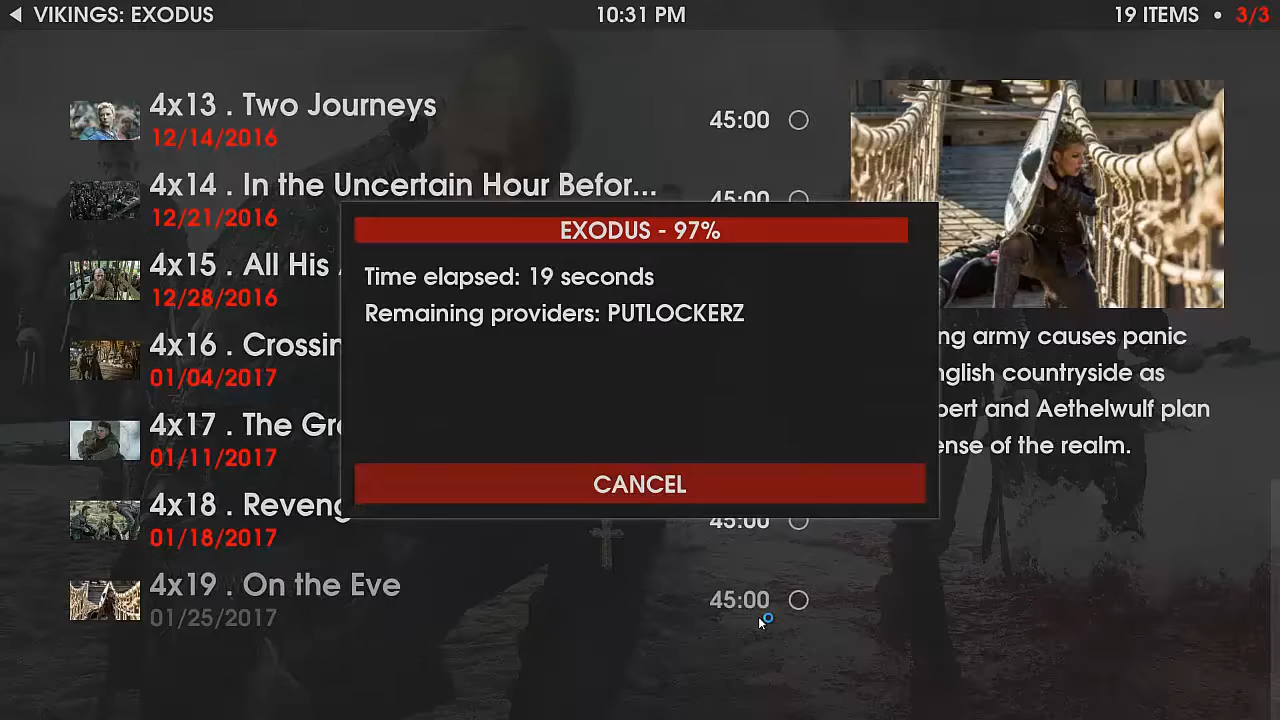 VIKINGS: EXODUS
10:31 PM
19 ITEMS • 3/3
4x13 . Two Journeys
45:00
12/14/2016
4x14 . In the Uncertain Hour Befor...
45:00
12/21/2016
4x15 . All His
12/28/2016
4x16 . Crossin
01/04/2017
4x17 . The Gr
01/11/2017
4x18 . Reveng
45:00
01/18/2017
4x19 . On the Eve
45:00
01/25/2017
EXODUS - 97%
Time elapsed: 19 seconds
Remaining providers: PUTLOCKERZ
CANCEL
ng army causes panic
nglish countryside as
bert and Aethelwulf plan
ense of the realm.